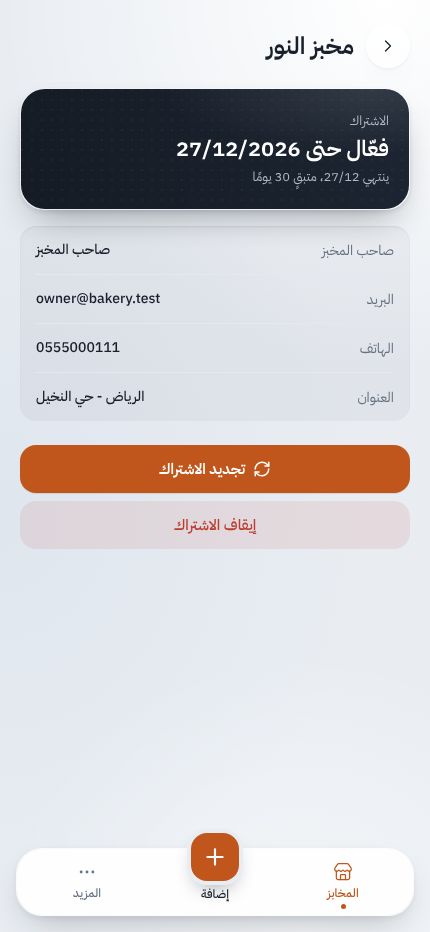 مخبز النور
الاشتراك
فعّال حتى 27/12/2026
ينتهي 27/12، متبقٍ 30 يومًا
صاحب المخبز صاحب المخبز
البريد owner@bakery.test
الهاتف 0555000111
العنوان الرياض - حي النخيل
تجديد الاشتراك
إيقاف الاشتراك
المخابز إضافة المزيد